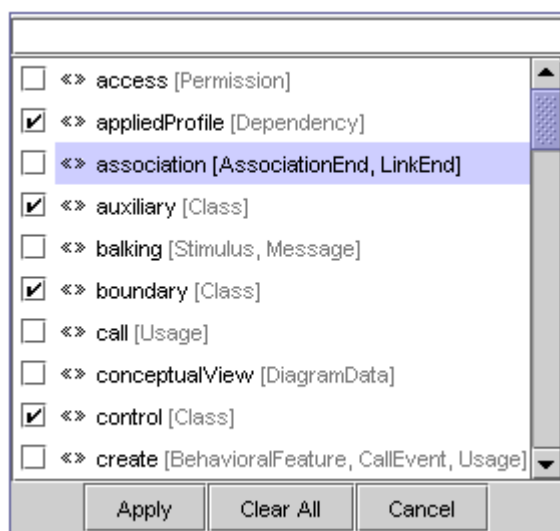 «» access [Permission]
«» appliedProfile [Dependency]
«» association [AssociationEnd, LinkEnd]
«» auxiliary [Class]
«» balking [Stimulus, Message]
«» boundary [Class]
«» call [Usage]
«» conceptualView [DiagramData]
«» control [Class]
«» create [BehavioralFeature, CallEvent, Usage]
Apply Clear All Cancel